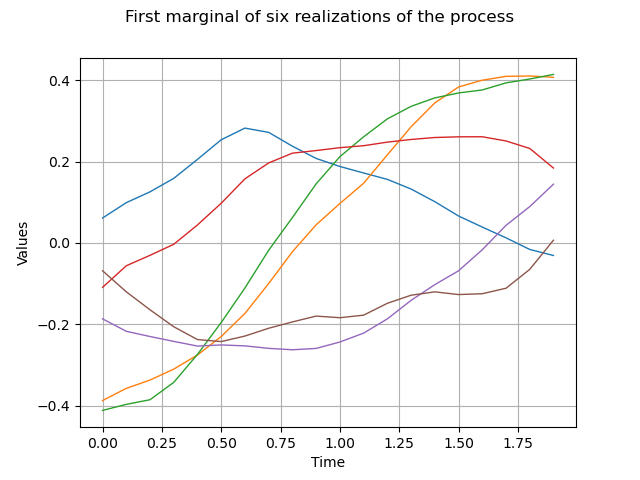 First marginal of six realizations of the process
Values
0.4
0.2
0.0
−0.2
−0.4
0.00 0.25 0.50 0.75 1.00 1.25 1.50 1.75
Time